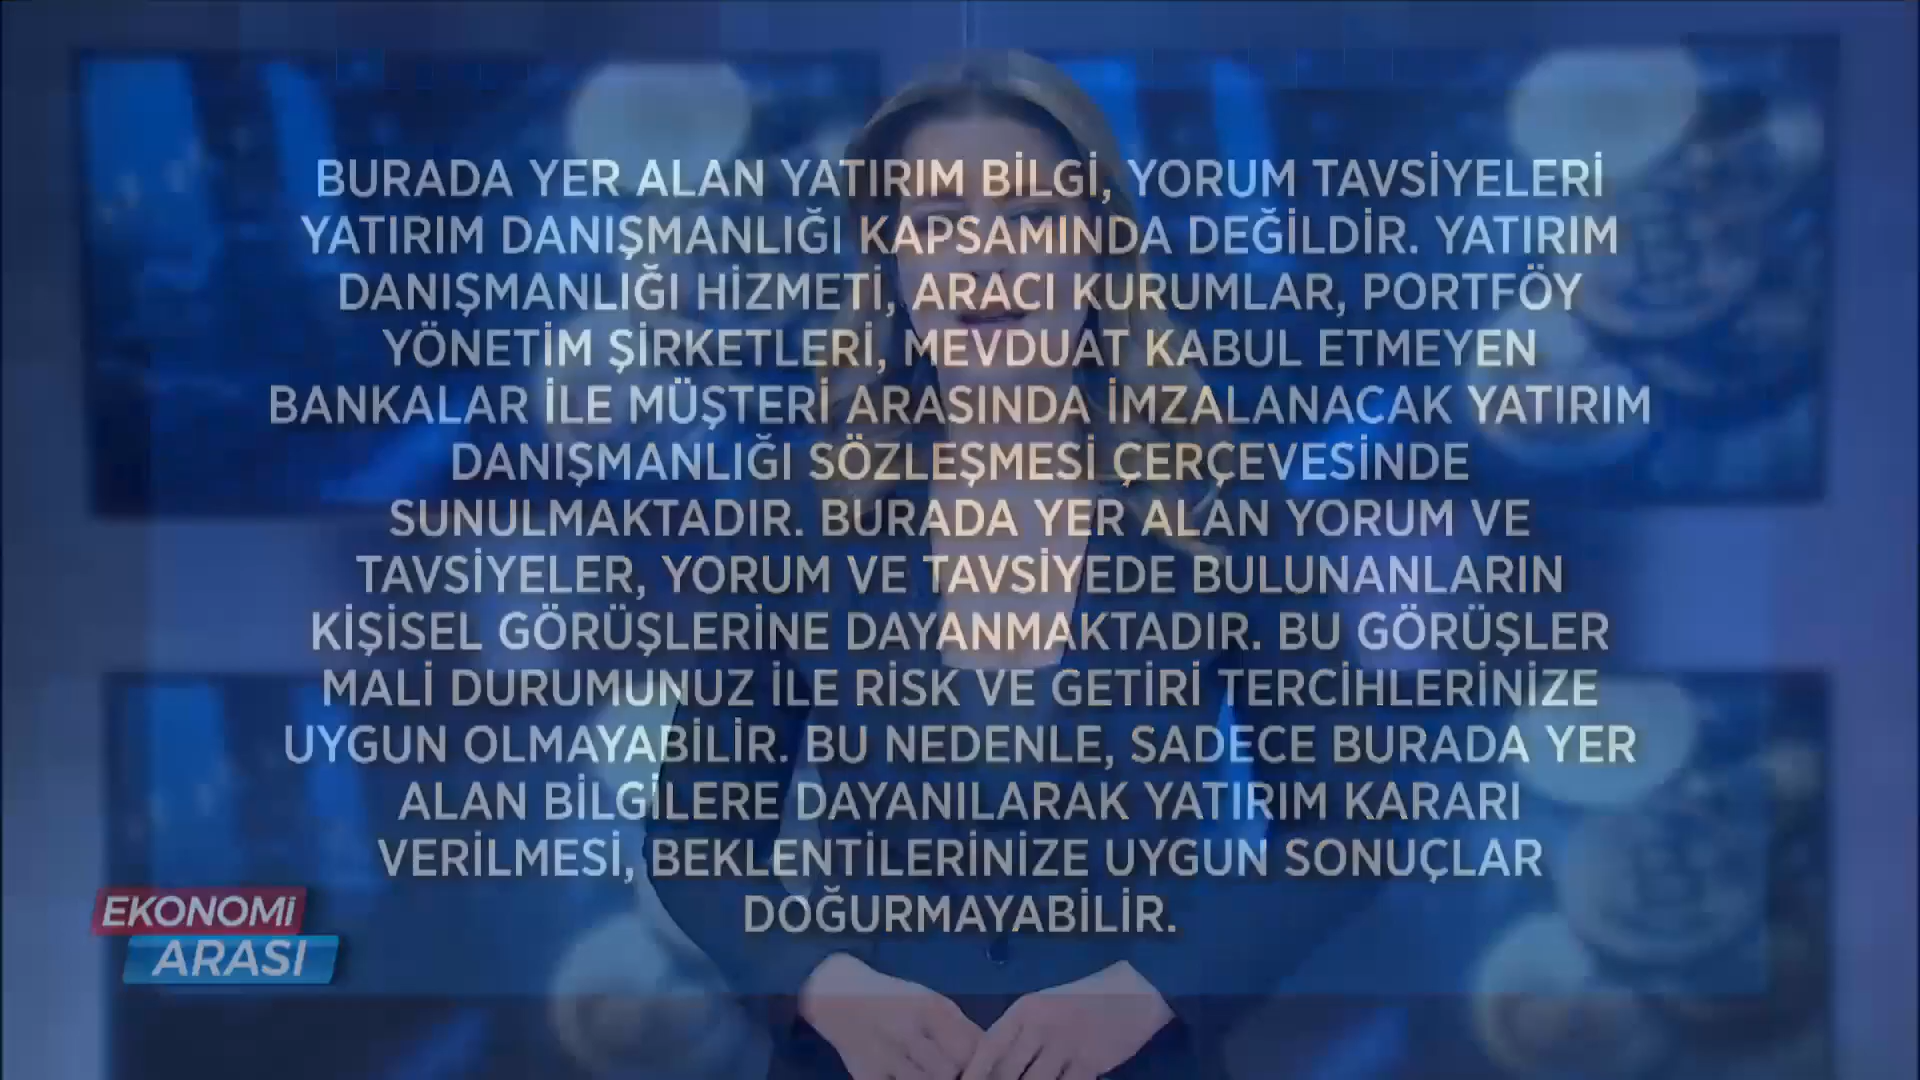 BURADA YER ALAN YATIRIM BİLGİ, YORUM TAVSİYELERİ
YATIRIM DANIŞMANLIĞI KAPSAMINDA DEĞİLDİR. YATIRIM
DANIŞMANLIĞI HİZMETİ, ARACI KURUMLAR, PORTFÖY
YÖNETİM ŞİRKETLERİ, MEVDUAT KABUL ETMEYEN
BANKALAR İLE MÜŞTERİ ARASINDA İMZALANACAK YATIRIM
DANIŞMANLIĞI SÖZLEŞMESİ ÇERÇEVESİNDE
SUNULMAKTADIR. BURADA YER ALAN YORUM VE
TAVSİYELER, YORUM VE TAVSİYEDE BULUNANLARIN
KİŞİSEL GÖRÜŞLERİNE DAYANMAKTADIR. BU GÖRÜŞLER
MALİ DURUMUNUZ İLE RİSK VE GETİRİ TERCİHLERİNİZE
UYGUN OLMAYABİLİR. BU NEDENLE, SADECE BURADA YER
ALAN BİLGİLERE DAYANILARAK YATIRIM KARARI
VERİLMESİ, BEKLENTİLERİNİZE UYGUN SONUÇLAR
DOĞURMAYABİLİR.
EKONOMİ
ARASI